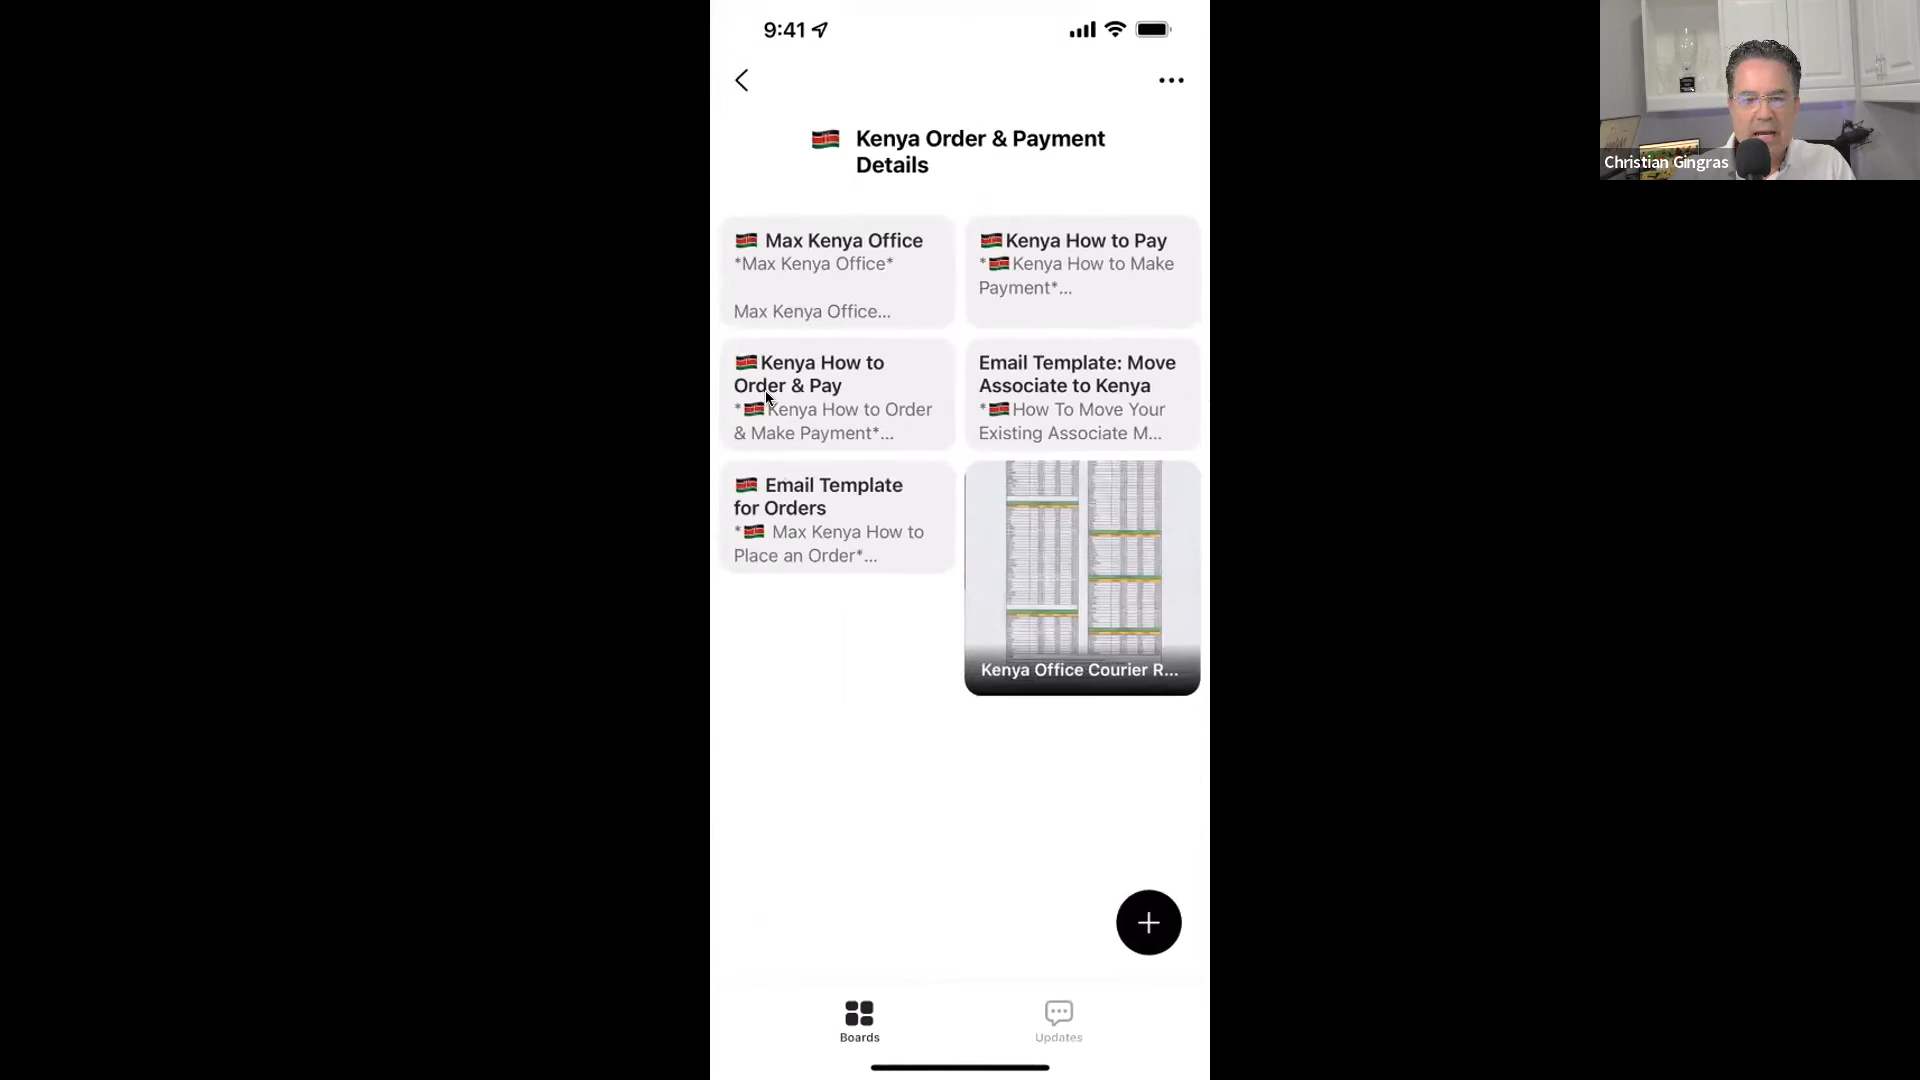 9:41
Kenya Order & Payment
Details
Max Kenya Office
*Max Kenya Office*
Max Kenya Office...
Kenya How to Pay
*🇰🇪Kenya How to Make
Payment*...
Kenya How to
Order & Pay
*🇰🇪Kenya How to Order
& Make Payment*...
Email Template: Move
Associate to Kenya
*🇰🇪How To Move Your
Existing Associate M...
Email Template
for Orders
*🇰🇪 Max Kenya How to
Place an Order*...
Kenya Office Courier R...
Boards
Updates
Christian Gingras